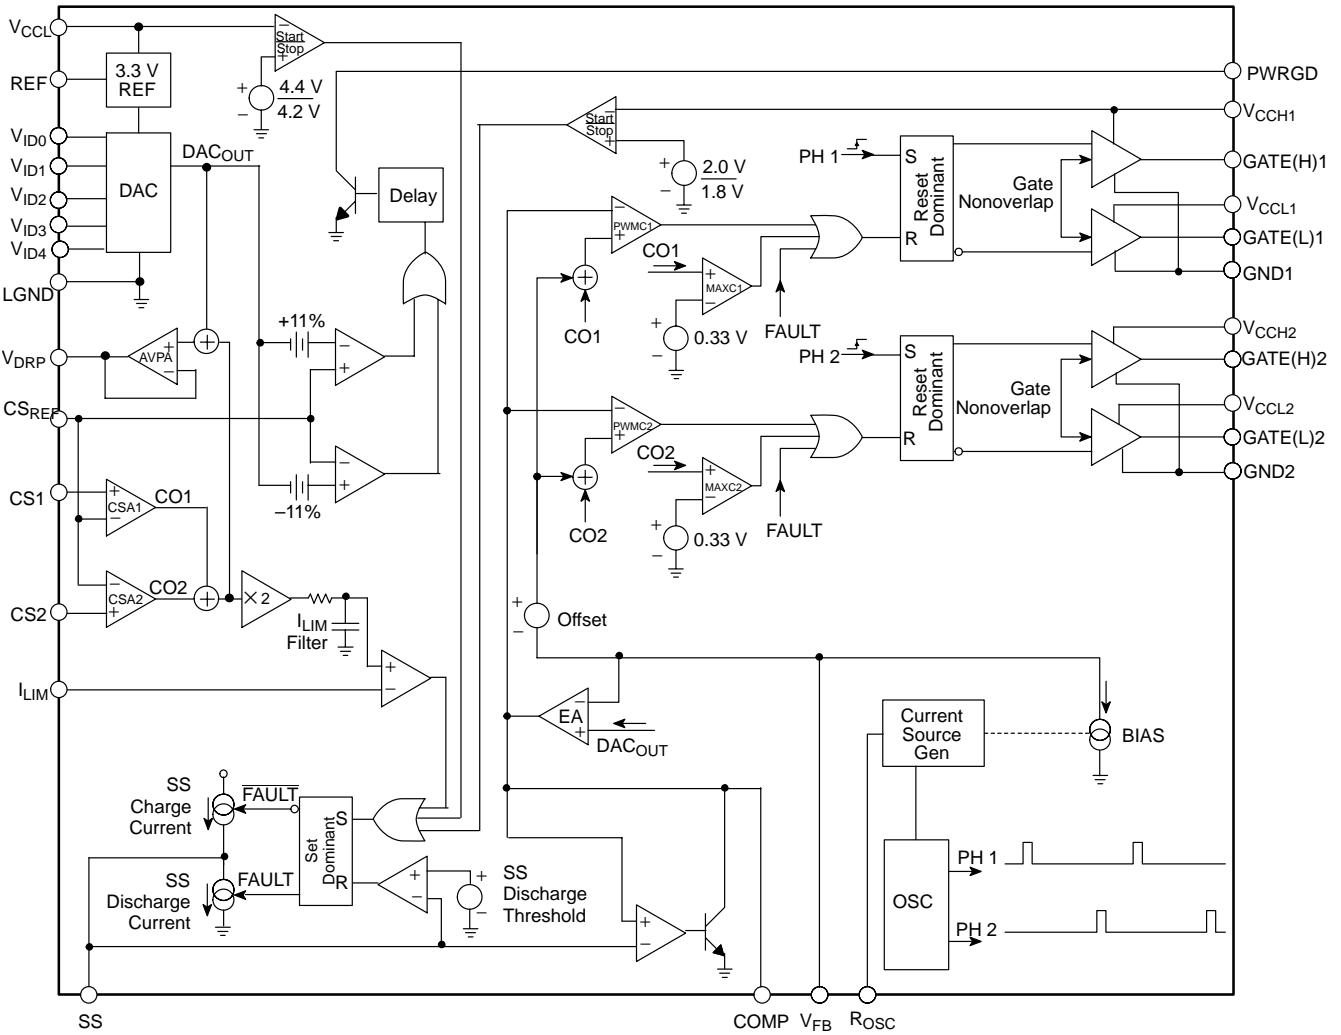 VCCL
REF
VID0
VID1
VID2
VID3
VID4
LGND
VDRP
CSREF
CS1
CS2
ILIM
3.3 V
REF
DAC
DACOUT
−
Start
Stop
+
+
−
4.4 V
4.2 V
Delay
AVPA
+
−
+
+11%
−
+
−
+
−11%
+
CSA1
−
CO1
−
CSA2
+
CO2
+
× 2
ILIM
Filter
+
−
SS
Charge
Current
FAULT
SS
Discharge
Current
FAULT
Set
Dominant
S
R
+
−
+
−
SS
Discharge
Threshold
SS
−
Start
Stop
+
+
−
2.0 V
1.8 V
−
PWMC1
+
+
CO1
CO1
+
MAXC1
−
+
−
0.33 V
FAULT
PH 1
S
R
Reset
Dominant
Gate
Nonoverlap
−
PWMC2
+
+
CO2
CO2
+
MAXC2
−
+
−
0.33 V
FAULT
PH 2
S
R
Reset
Dominant
Gate
Nonoverlap
+
−
Offset
−
EA
+
DACOUT
+
−
Current
Source
Gen
BIAS
OSC
PH 1
PH 2
PWRGD
VCCH1
GATE(H)1
VCCL1
GATE(L)1
GND1
VCCH2
GATE(H)2
VCCL2
GATE(L)2
GND2
COMP
VFB
ROSC